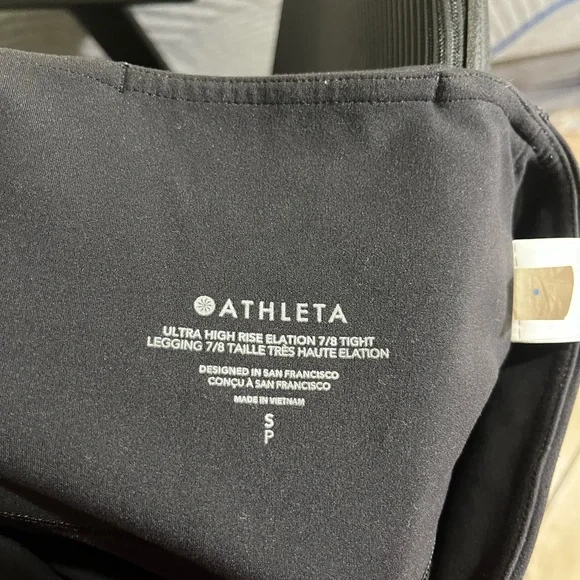 ATHLETA
ULTRA HIGH RISE ELATION 7/8 TIGHT
LEGGING 7/8 TAILLE TRÈS HAUTE ELATION
DESIGNED IN SAN FRANCISCO
CONÇU À SAN FRANCISCO
MADE IN VIETNAM
S
P